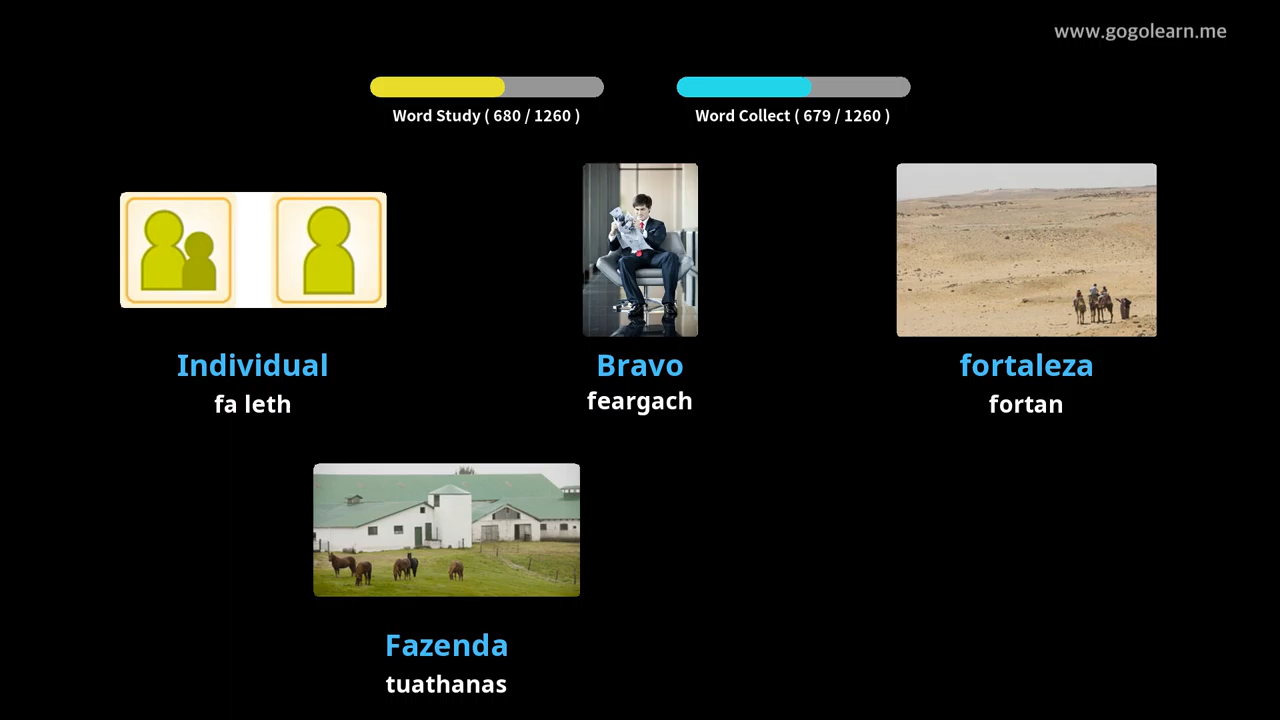 www.gogolearn.me
Word Study ( 680 / 1260 )
Word Collect ( 679 / 1260 )
Individual
fa leth
Bravo
feargach
fortaleza
fortan
Fazenda
tuathanas